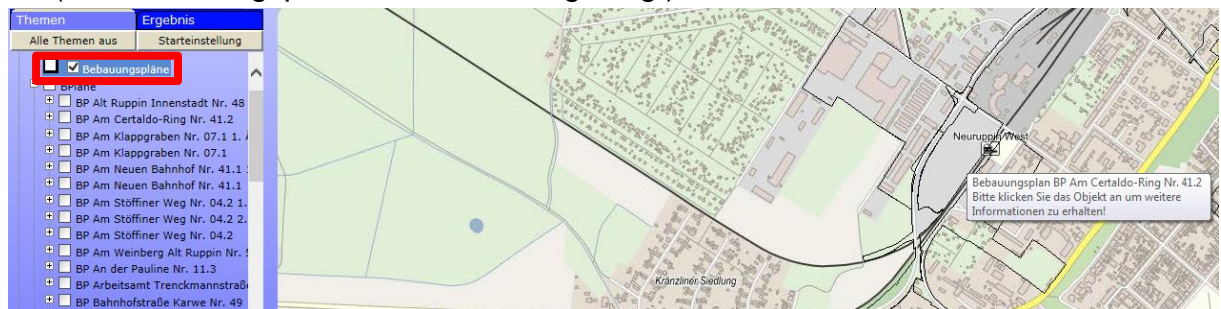 Themen
Ergebnis
Alle Themen aus
Starteinstellung
Bebauungspläne
BPläne
BP Alt Ruppin Innenstadt Nr. 48
BP Am Certaldo-Ring Nr. 41.2
BP Am Klappgraben Nr. 07.1 1.
BP Am Klappgraben Nr. 07.1
BP Am Neuen Bahnhof Nr. 41.1
BP Am Neuen Bahnhof Nr. 41.1
BP Am Stöffiner Weg Nr. 04.2 1.
BP Am Stöffiner Weg Nr. 04.2 2.
BP Am Stöffiner Weg Nr. 04.2
BP Am Weinberg Alt Ruppin Nr.
BP An der Pauline Nr. 11.3
BP Arbeitsamt Trenckmannstraß
BP Bahnhofstraße Karwe Nr. 49
Neuruppin West
Bebauungsplan BP Am Certaldo-Ring Nr. 41.2
Bitte klicken Sie das Objekt an um weitere
Informationen zu erhalten!
Kränzliner Siedlung